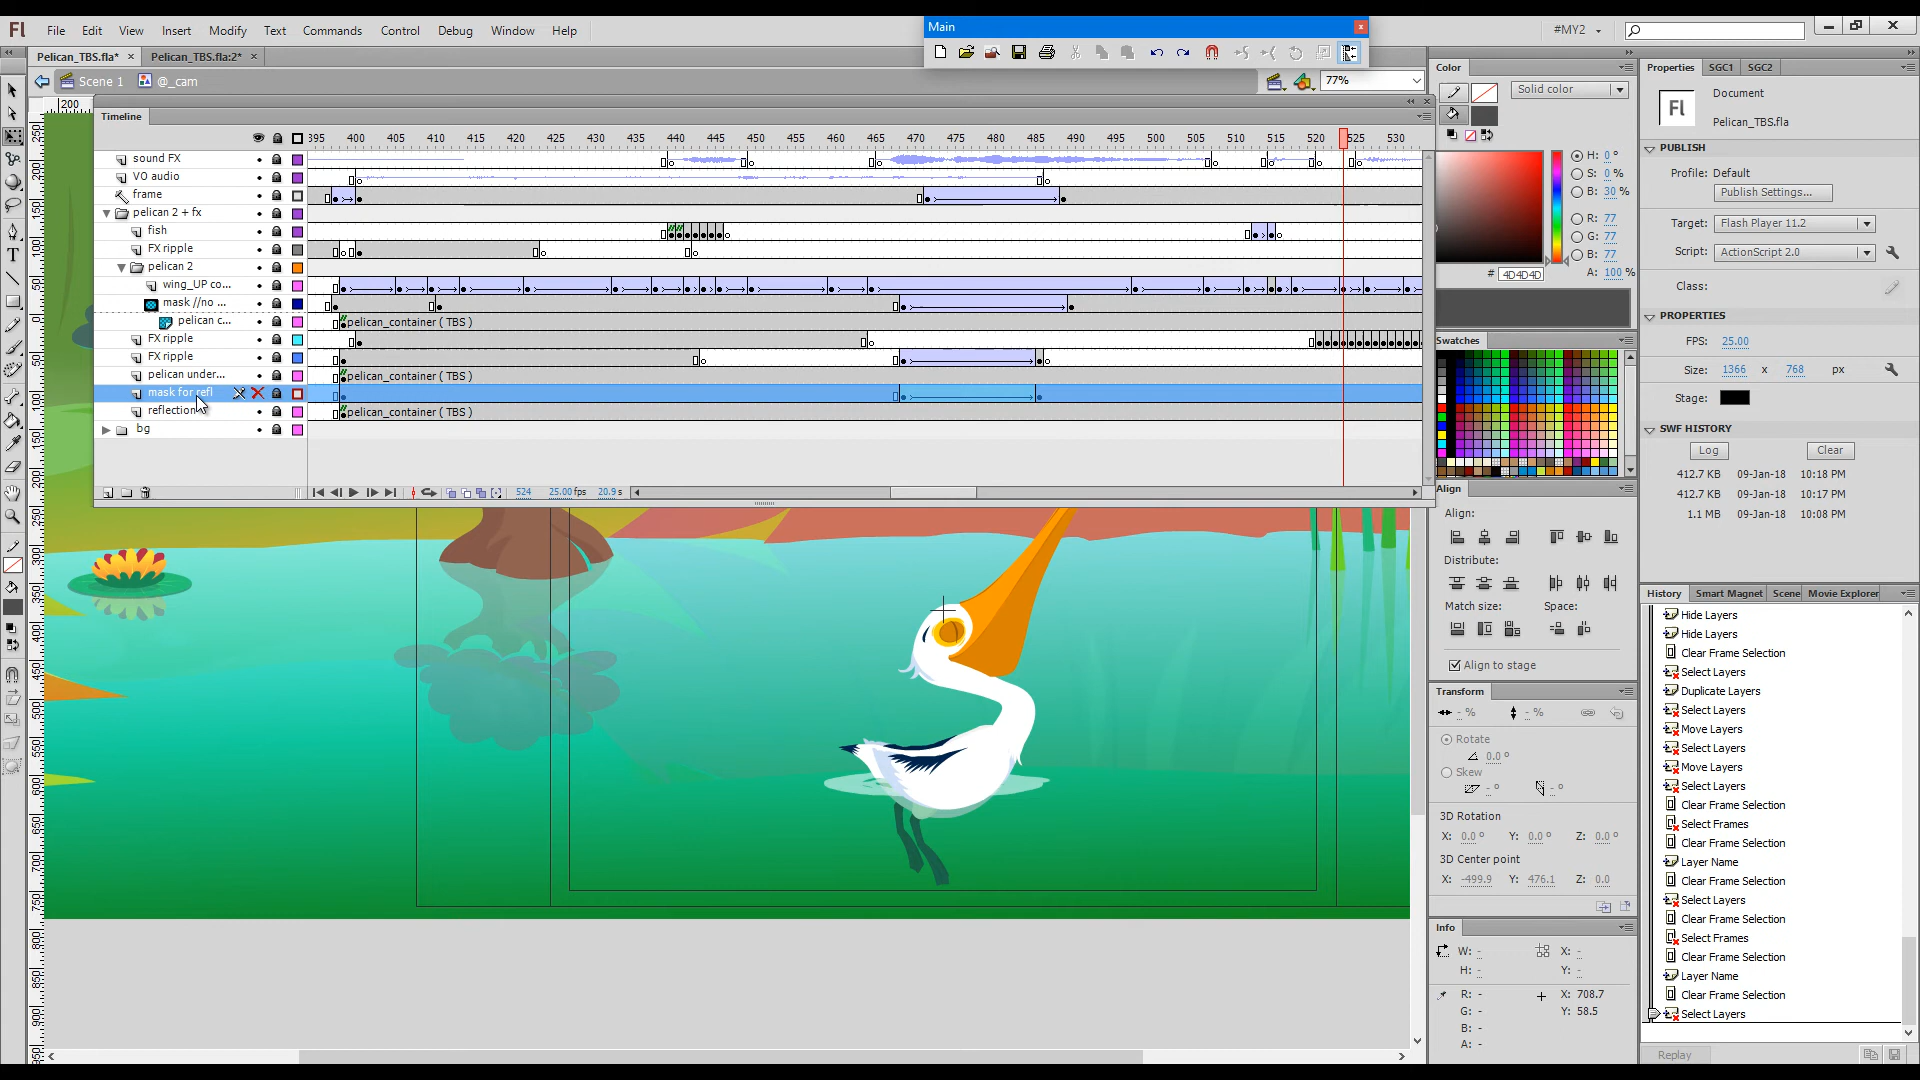 Fl File Edit View Insert Modify Text Commands Control Debug Window Help
Main
#MY2
Pelican_TBS.fla* × Pelican_TBS.fla:2* ×
Scene 1 @_cam
77%
Timeline
395 400 405 410 415 420 425 430 435 440 445 450 455 460 465 470 475 480 485 490 495 500 505 510 515 520 525 530
sound FX
VO audio
frame
pelican 2 + fx
fish
FX ripple
pelican 2
wing_UP co...
mask //no ...
pelican c... pelican_container ( TBS )
FX ripple
FX ripple
pelican under... pelican_container ( TBS )
mask for refl
reflection pelican_container ( TBS )
bg
524 25.00 fps 20.9 s
Color
Solid color
H: 0 °
S: 0 %
B: 30 %
R: 77
G: 77
B: 77
# 4D4D4D A: 100 %
Swatches
Align
Align:
Distribute:
Match size: Space:
Align to stage
Transform
- % - %
Rotate
0.0 °
Skew
- ° - °
3D Rotation
X: 0.0 ° Y: 0.0 ° Z: 0.0 °
3D Center point
X: -499.9 Y: 476.1 Z: 0.0
Info
W: - X: -
H: - Y: -
R: - X: 708.7
G: - Y: 58.5
B: -
A: -
Properties SGC1 SGC2
Fl Document
Pelican_TBS.fla
PUBLISH
Profile: Default
Publish Settings...
Target: Flash Player 11.2
Script: ActionScript 2.0
Class:
PROPERTIES
FPS: 25.00
Size: 1366 x 768 px
Stage:
SWF HISTORY
Log Clear
412.7 KB 09-Jan-18 10:18 PM
412.7 KB 09-Jan-18 10:17 PM
1.1 MB 09-Jan-18 10:08 PM
History Smart Magnet Scene Movie Explorer
Hide Layers
Hide Layers
Clear Frame Selection
Select Layers
Duplicate Layers
Select Layers
Move Layers
Select Layers
Move Layers
Select Layers
Clear Frame Selection
Select Frames
Clear Frame Selection
Layer Name
Clear Frame Selection
Select Layers
Clear Frame Selection
Select Frames
Clear Frame Selection
Layer Name
Clear Frame Selection
Select Layers
Replay